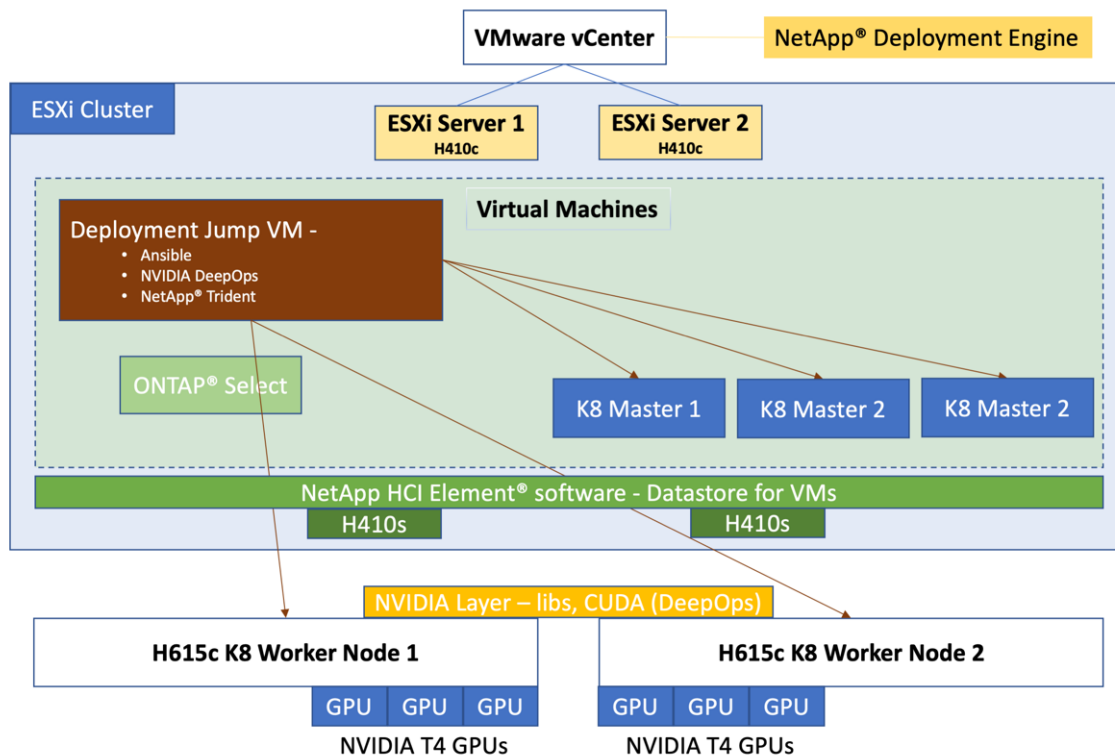 VMware vCenter
NetApp® Deployment Engine
ESXi Cluster
ESXi Server 1
H410c
ESXi Server 2
H410c
Virtual Machines
Deployment Jump VM -
• Ansible
• NVIDIA DeepOps
• NetApp® Trident
ONTAP® Select
K8 Master 1
K8 Master 2
K8 Master 2
NetApp HCI Element® software - Datastore for VMs
H410s
H410s
NVIDIA Layer – libs, CUDA (DeepOps)
H615c K8 Worker Node 1
H615c K8 Worker Node 2
GPU
GPU
GPU
GPU
GPU
GPU
NVIDIA T4 GPUs
NVIDIA T4 GPUs